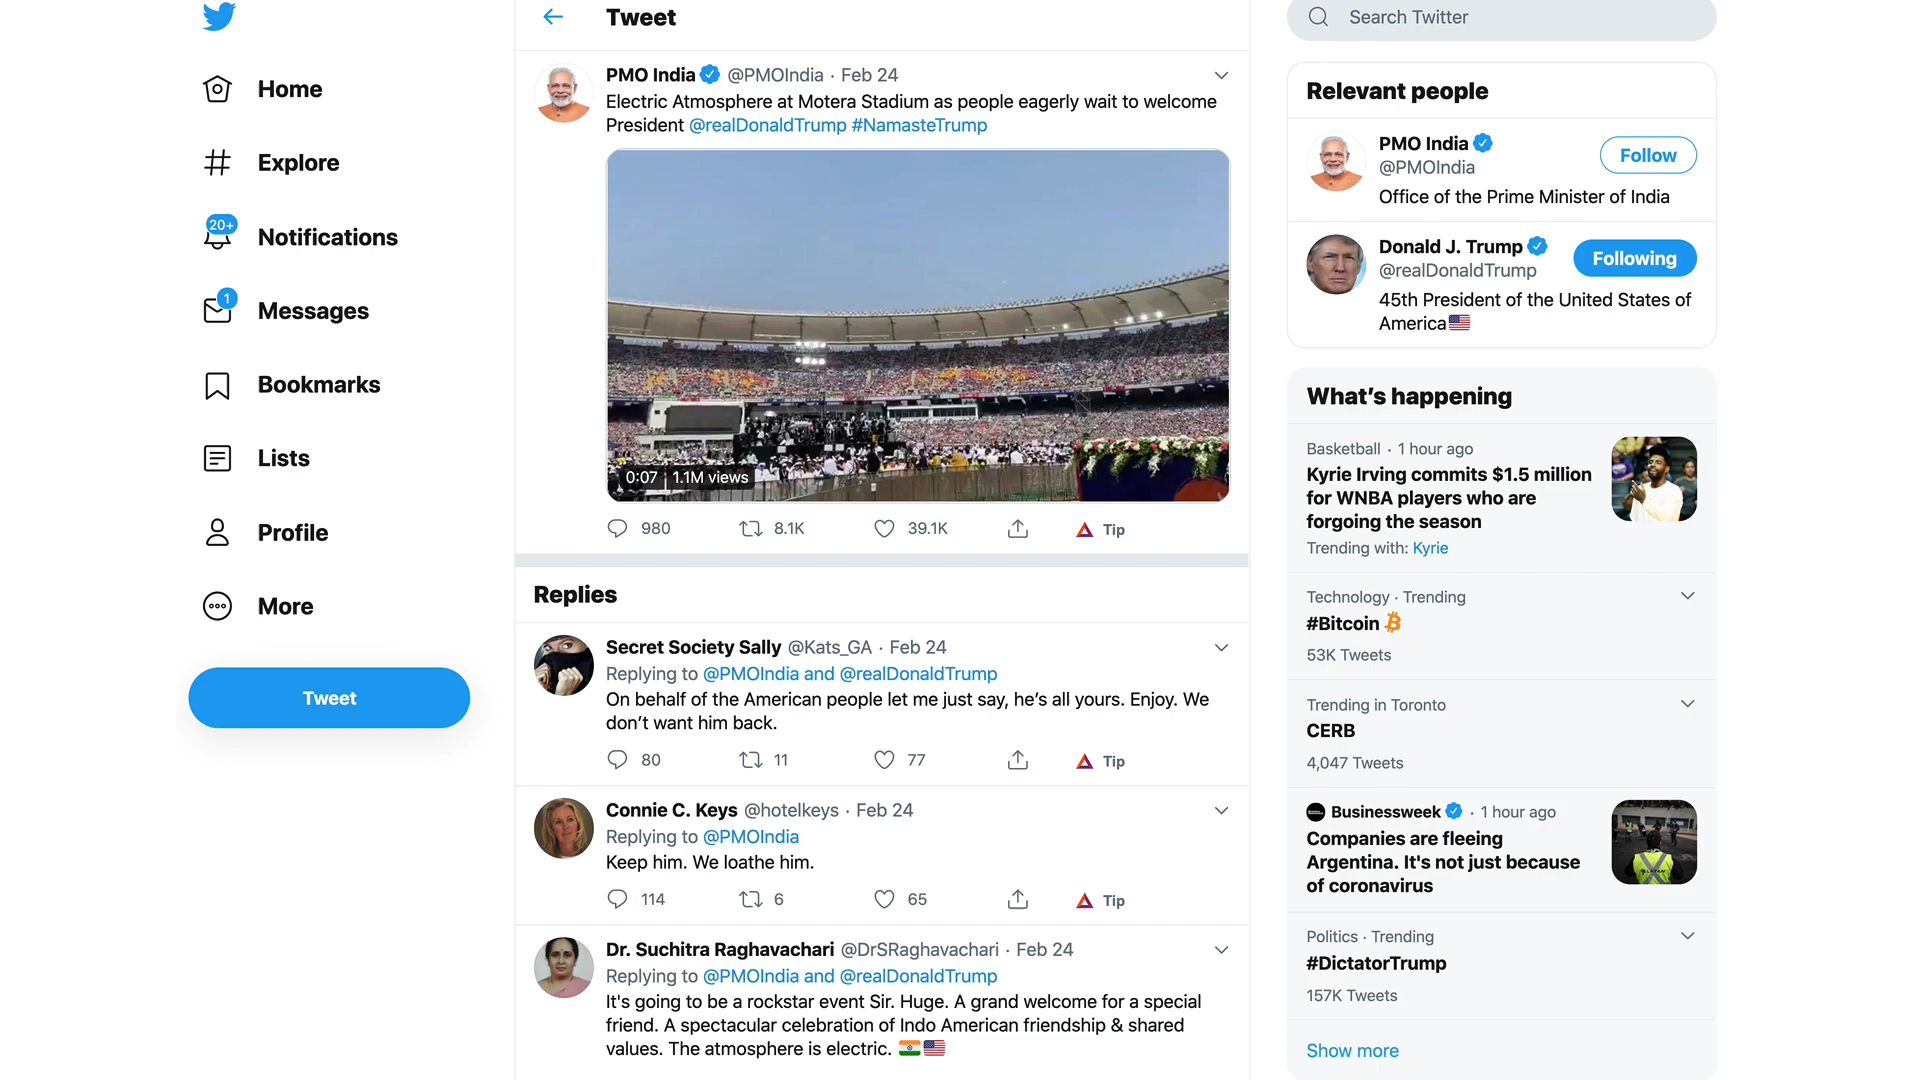 Home
Explore
20+
Notifications
1
Messages
Bookmarks
Lists
Profile
More
Tweet
Tweet
PMO India @PMOIndia · Feb 24
Electric Atmosphere at Motera Stadium as people eagerly wait to welcome
President @realDonaldTrump #NamasteTrump
0:07 | 1.1M views
980 8.1K 39.1K Tip
Replies
Secret Society Sally @Kats_GA · Feb 24
Replying to @PMOIndia and @realDonaldTrump
On behalf of the American people let me just say, he’s all yours. Enjoy. We
don’t want him back.
80 11 77 Tip
Connie C. Keys @hotelkeys · Feb 24
Replying to @PMOIndia
Keep him. We loathe him.
114 6 65 Tip
Dr. Suchitra Raghavachari @DrSRaghavachari · Feb 24
Replying to @PMOIndia and @realDonaldTrump
It's going to be a rockstar event Sir. Huge. A grand welcome for a special
friend. A spectacular celebration of Indo American friendship & shared
values. The atmosphere is electric. 🇮🇳🇺🇸
Search Twitter
Relevant people
PMO India
@PMOIndia
Follow
Office of the Prime Minister of India
Donald J. Trump
@realDonaldTrump
Following
45th President of the United States of
America🇺🇸
What’s happening
Basketball · 1 hour ago
Kyrie Irving commits $1.5 million
for WNBA players who are
forgoing the season
Trending with: Kyrie
Technology · Trending
#Bitcoin
53K Tweets
Trending in Toronto
CERB
4,047 Tweets
Businessweek · 1 hour ago
Companies are fleeing
Argentina. It's not just because
of coronavirus
Politics · Trending
#DictatorTrump
157K Tweets
Show more